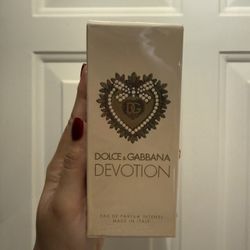 DG
DOLCE & GABBANA
DEVOTION
EAU DE PARFUM INTENSE
MADE IN ITALY